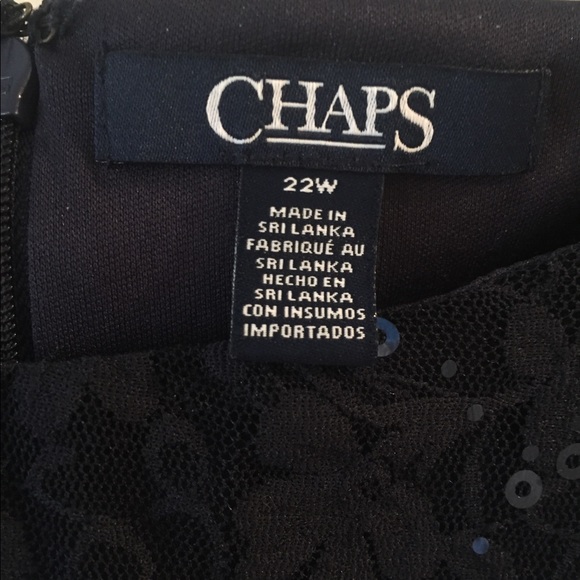 CHAPS
22W
MADE IN
SRI LANKA
FABRIQUÉ AU
SRI LANKA
HECHO EN
SRI LANKA
CON INSUMOS
IMPORTADOS